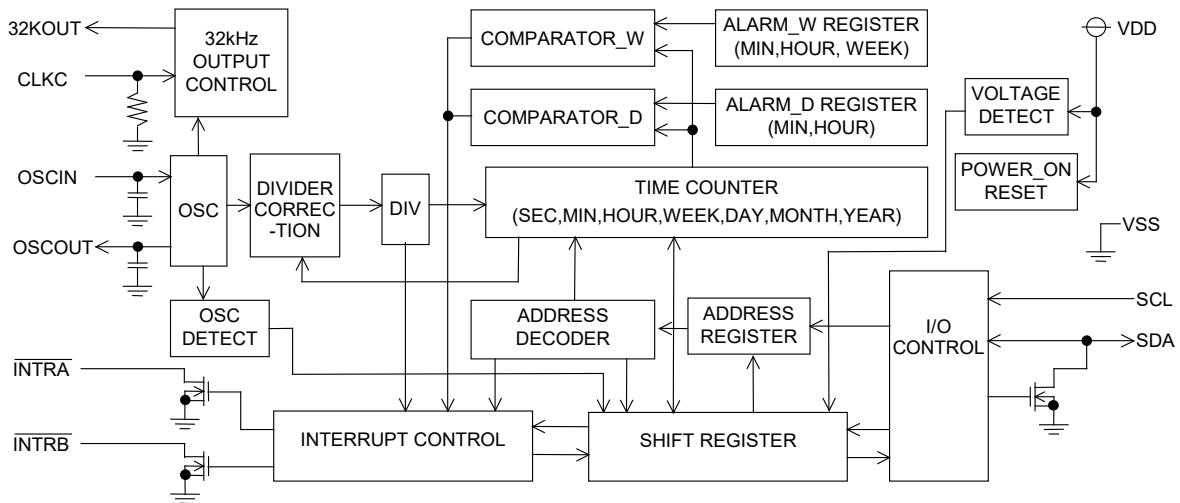 32KOUT
32kHz
OUTPUT
CONTROL
CLKC
COMPARATOR_W
ALARM_W REGISTER
(MIN,HOUR, WEEK)
VDD
COMPARATOR_D
ALARM_D REGISTER
(MIN,HOUR)
VOLTAGE
DETECT
POWER_ON
RESET
OSCIN
OSC
DIVIDER
CORREC
-TION
DIV
TIME COUNTER
(SEC,MIN,HOUR,WEEK,DAY,MONTH,YEAR)
OSCOUT
VSS
OSC
DETECT
ADDRESS
DECODER
ADDRESS
REGISTER
I/O
CONTROL
SCL
SDA
INTRA
INTRB
INTERRUPT CONTROL
SHIFT REGISTER